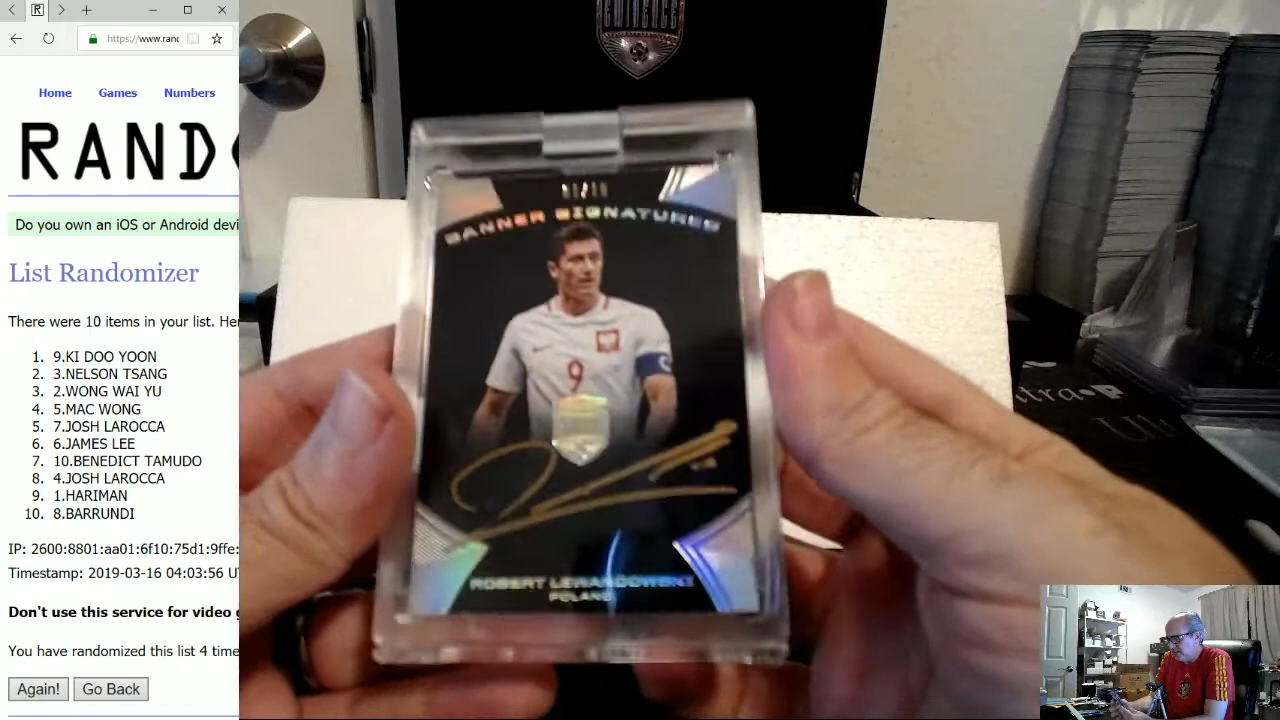 https://www.ranc
Home Games Numbers
RAND
Do you own an iOS or Android devi
List Randomizer
There were 10 items in your list. Her
1. 9.KI DOO YOON
2. 3.NELSON TSANG
3. 2.WONG WAI YU
4. 5.MAC WONG
5. 7.JOSH LAROCCA
6. 6.JAMES LEE
7. 10.BENEDICT TAMUDO
8. 4.JOSH LAROCCA
9. 1.HARIMAN
10. 8.BARRUNDI
IP: 2600:8801:aa01:6f10:75d1:9ffe:
Timestamp: 2019-03-16 04:03:56 U
Don't use this service for video g
You have randomized this list 4 time
Again! Go Back
BANNER SIGNATURES
9
ROBERT LEWANDOWSKI
POLAND